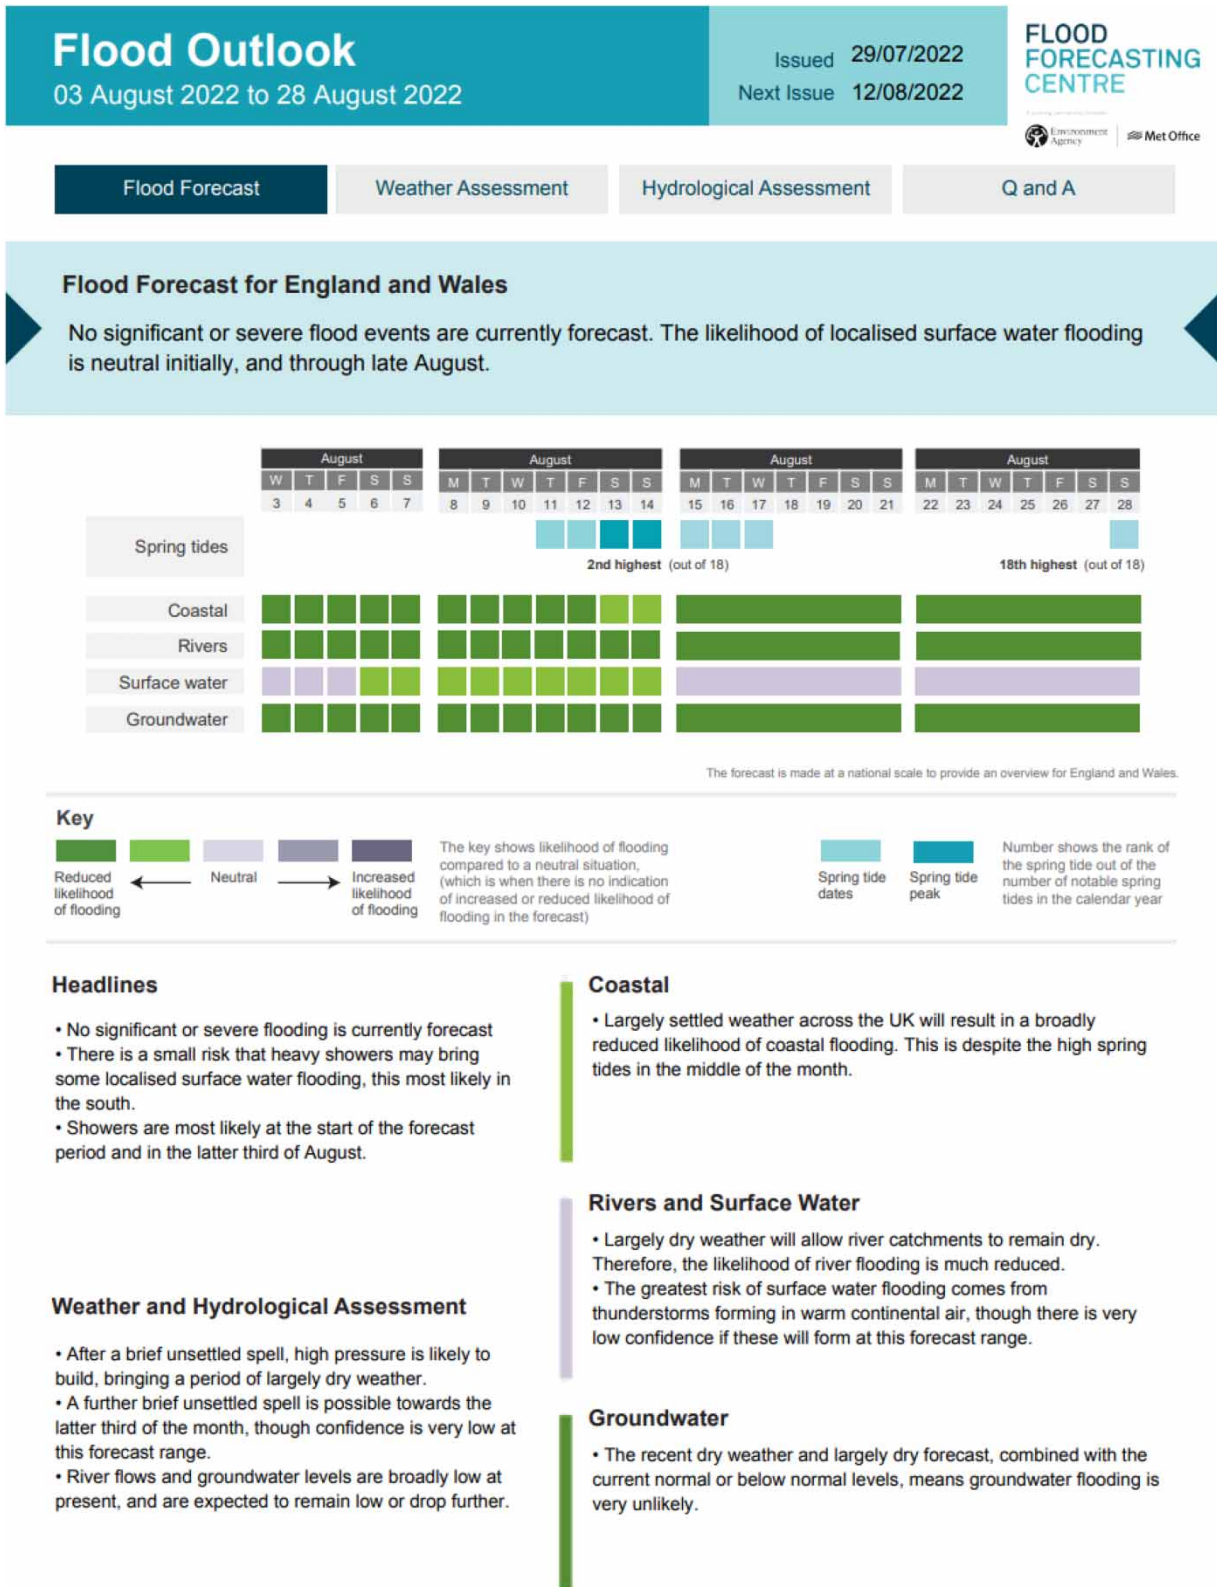 Flood Outlook
03 August 2022 to 28 August 2022
Issued 29/07/2022
Next Issue 12/08/2022
FLOOD
FORECASTING
CENTRE
Environment
Agency
Met Office
Flood Forecast
Weather Assessment
Hydrological Assessment
Q and A
Flood Forecast for England and Wales
No significant or severe flood events are currently forecast. The likelihood of localised surface water flooding
is neutral initially, and through late August.
August August August August
W T F S S M T W T F S S M T W T F S S M T W T F S S
3 4 5 6 7 8 9 10 11 12 13 14 15 16 17 18 19 20 21 22 23 24 25 26 27 28
Spring tides
2nd highest (out of 18)
18th highest (out of 18)
Coastal
Rivers
Surface water
Groundwater
The forecast is made at a national scale to provide an overview for England and Wales.
Key
Reduced
likelihood
of flooding
Neutral
Increased
likelihood
of flooding
The key shows likelihood of flooding
compared to a neutral situation,
(which is when there is no indication
of increased or reduced likelihood of
flooding in the forecast)
Spring tide
dates
Spring tide
peak
Number shows the rank of
the spring tide out of the
number of notable spring
tides in the calendar year
Headlines
• No significant or severe flooding is currently forecast
• There is a small risk that heavy showers may bring
some localised surface water flooding, this most likely in
the south.
• Showers are most likely at the start of the forecast
period and in the latter third of August.
Weather and Hydrological Assessment
• After a brief unsettled spell, high pressure is likely to
build, bringing a period of largely dry weather.
• A further brief unsettled spell is possible towards the
latter third of the month, though confidence is very low at
this forecast range.
• River flows and groundwater levels are broadly low at
present, and are expected to remain low or drop further.
Coastal
• Largely settled weather across the UK will result in a broadly
reduced likelihood of coastal flooding. This is despite the high spring
tides in the middle of the month.
Rivers and Surface Water
• Largely dry weather will allow river catchments to remain dry.
Therefore, the likelihood of river flooding is much reduced.
• The greatest risk of surface water flooding comes from
thunderstorms forming in warm continental air, though there is very
low confidence if these will form at this forecast range.
Groundwater
• The recent dry weather and largely dry forecast, combined with the
current normal or below normal levels, means groundwater flooding is
very unlikely.